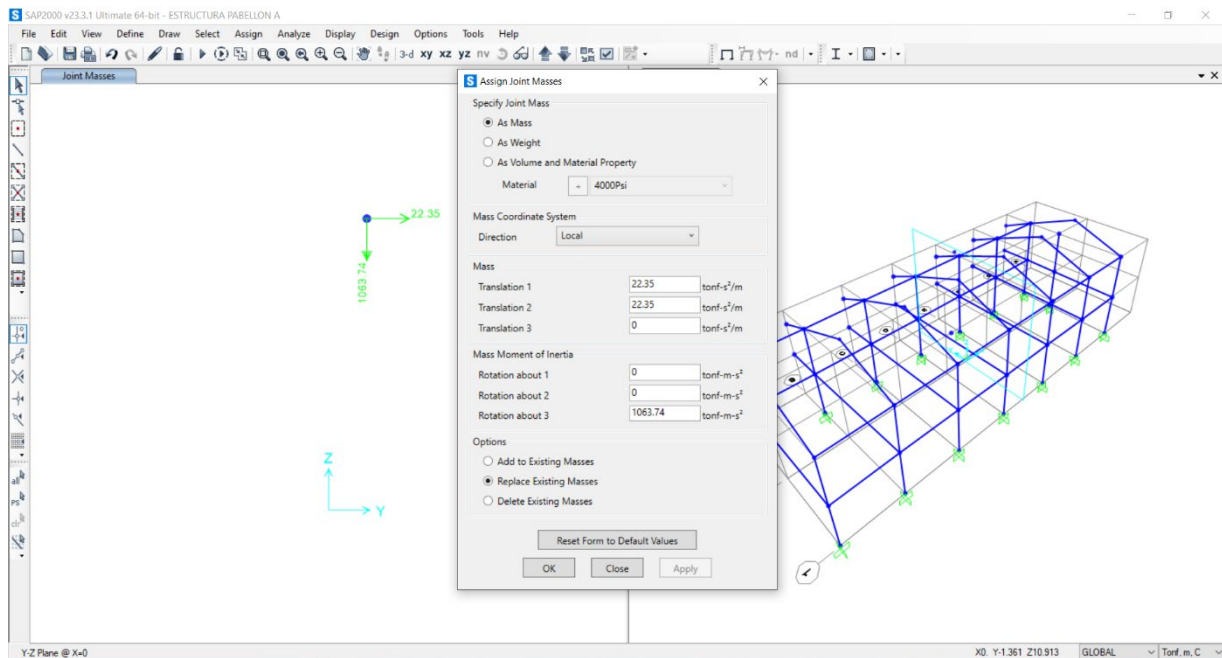 SAP2000 v23.3.1 Ultimate 64-bit - ESTRUCTURA PABELLON A
File Edit View Define Draw Select Assign Analyze Display Design Options Tools Help
3-d xy xz yz nv nd
Joint Masses
22.35
1063.74
Z
Y
all
PS
clr
Assign Joint Masses
Specify Joint Mass
As Mass
As Weight
As Volume and Material Property
Material + 4000Psi
Mass Coordinate System
Direction Local
Mass
Translation 1 22.35 tonf-s²/m
Translation 2 22.35 tonf-s²/m
Translation 3 0 tonf-s²/m
Mass Moment of Inertia
Rotation about 1 0 tonf-m-s²
Rotation about 2 0 tonf-m-s²
Rotation about 3 1063.74 tonf-m-s²
Options
Add to Existing Masses
Replace Existing Masses
Delete Existing Masses
Reset Form to Default Values
OK Close Apply
Y-Z Plane @ X=0
X0. Y-1.361 Z10.913 GLOBAL Tonf, m, C